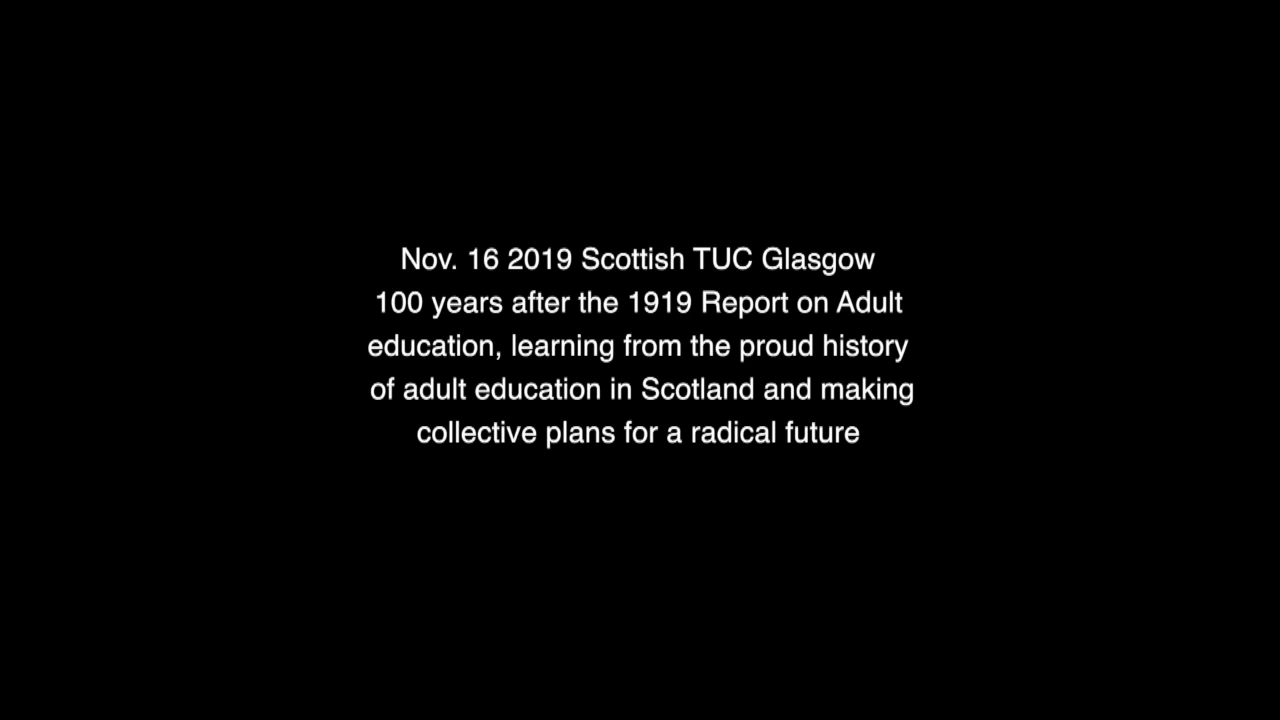 Nov. 16 2019 Scottish TUC Glasgow
100 years after the 1919 Report on Adult
education, learning from the proud history
of adult education in Scotland and making
collective plans for a radical future